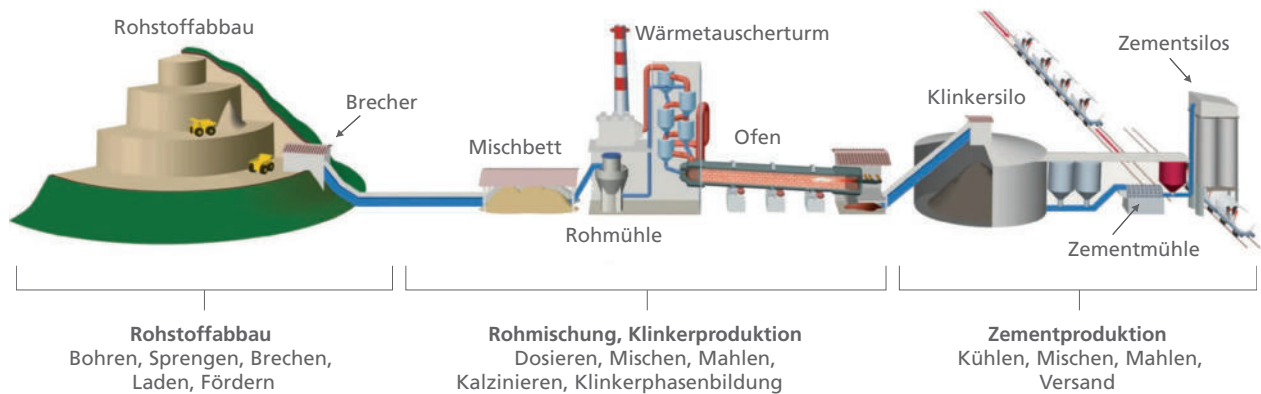 Rohstoffabbau
Brecher
Mischbett
Wärmetauscherturm
Rohmühle
Ofen
Klinkersilo
Zementsilos
Zementmühle
Rohstoffabbau
Bohren, Sprengen, Brechen,
Laden, Fördern
Rohmischung, Klinkerproduktion
Dosieren, Mischen, Mahlen,
Kalzinieren, Klinkerphasenbildung
Zementproduktion
Kühlen, Mischen, Mahlen,
Versand